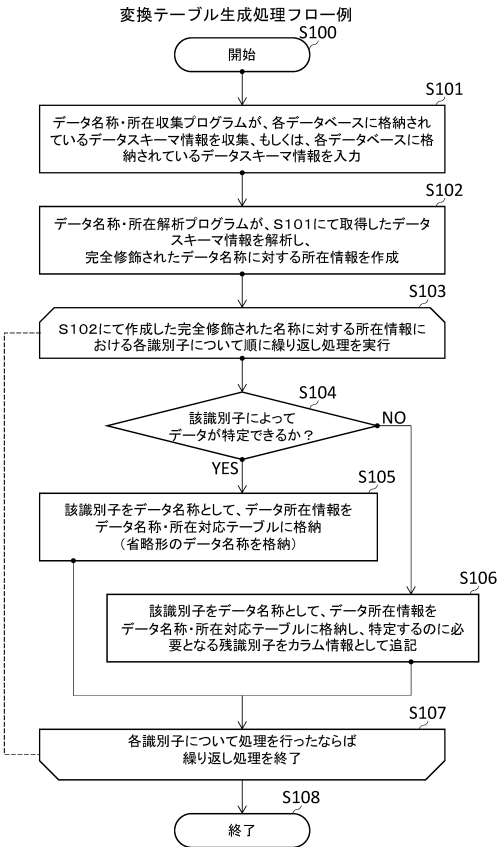 変換テーブル生成処理フロー例
S100
開始
S101
データ名称・所在収集プログラムが、各データベースに格納され
ているデータスキーマ情報を収集、もしくは、各データベースに格
納されているデータスキーマ情報を入力
S102
データ名称・所在解析プログラムが、S101にて取得したデータ
スキーマ情報を解析し、
完全修飾されたデータ名称に対する所在情報を作成
S103
S102にて作成した完全修飾された名称に対する所在情報に
おける各識別子について順に繰り返し処理を実行
S104
該識別子によって
データが特定できるか?
NO
YES
S105
該識別子をデータ名称として、データ所在情報を
データ名称・所在対応テーブルに格納
(省略形のデータ名称を格納)
S106
該識別子をデータ名称として、データ所在情報を
データ名称・所在対応テーブルに格納し、特定するのに必
要となる残識別子をカラム情報として追記
S107
各識別子について処理を行ったならば
繰り返し処理を終了
S108
終了